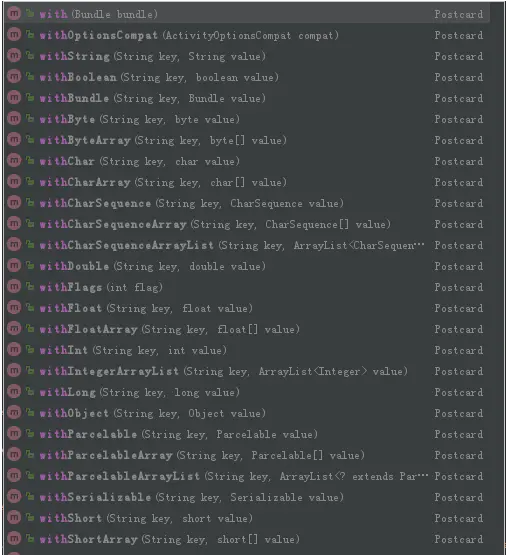 m with(Bundle bundle) Postcard
m withOptionsCompat(ActivityOptionsCompat compat) Postcard
m withString(String key, String value) Postcard
m withBoolean(String key, boolean value) Postcard
m withBundle(String key, Bundle value) Postcard
m withByte(String key, byte value) Postcard
m withByteArray(String key, byte[] value) Postcard
m withChar(String key, char value) Postcard
m withCharArray(String key, char[] value) Postcard
m withCharSequence(String key, CharSequence value) Postcard
m withCharSequenceArray(String key, CharSequence[] value) Postcard
m withCharSequenceArrayList(String key, ArrayList<CharSequen… Postcard
m withDouble(String key, double value) Postcard
m withFlags(int flag) Postcard
m withFloat(String key, float value) Postcard
m withFloatArray(String key, float[] value) Postcard
m withInt(String key, int value) Postcard
m withIntegerArrayList(String key, ArrayList<Integer> value) Postcard
m withLong(String key, long value) Postcard
m withObject(String key, Object value) Postcard
m withParcelable(String key, Parcelable value) Postcard
m withParcelableArray(String key, Parcelable[] value) Postcard
m withParcelableArrayList(String key, ArrayList<? extends Par… Postcard
m withSerializable(String key, Serializable value) Postcard
m withShort(String key, short value) Postcard
m withShortArray(String key, short[] value) Postcard